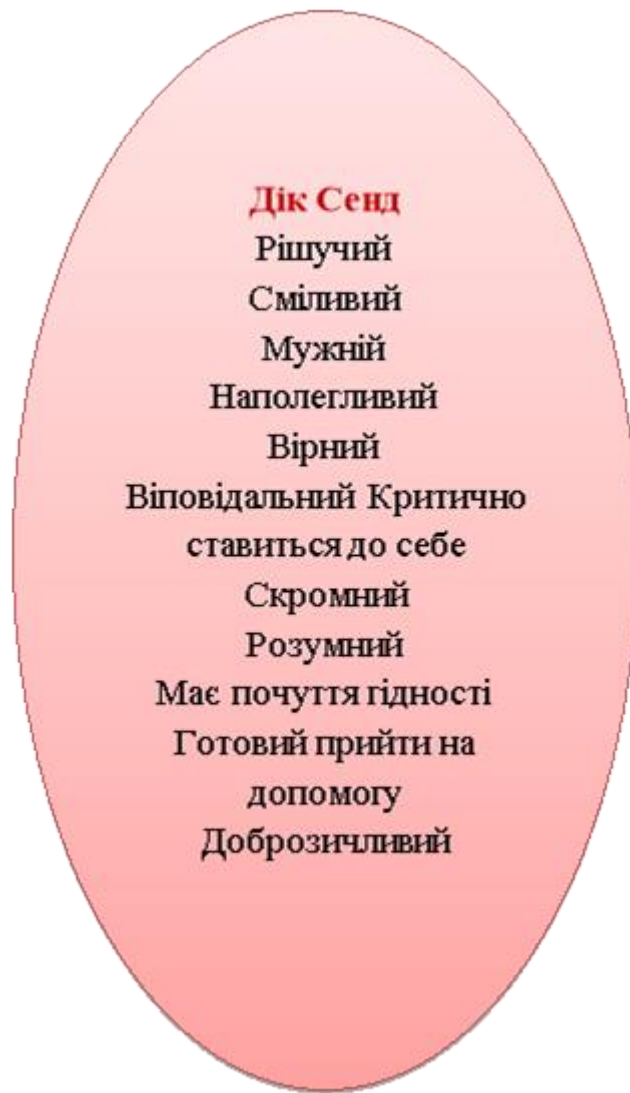 Дік Сенд
Рішучий
Сміливий
Мужній
Наполегливий
Вірний
Віповідальний Критично
ставиться до себе
Скромний
Розумний
Має почуття гідності
Готовий прийти на
допомогу
Доброзичливий